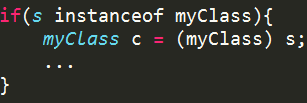 if(s instanceof myClass){
    myClass c = (myClass) s;
    ...
}